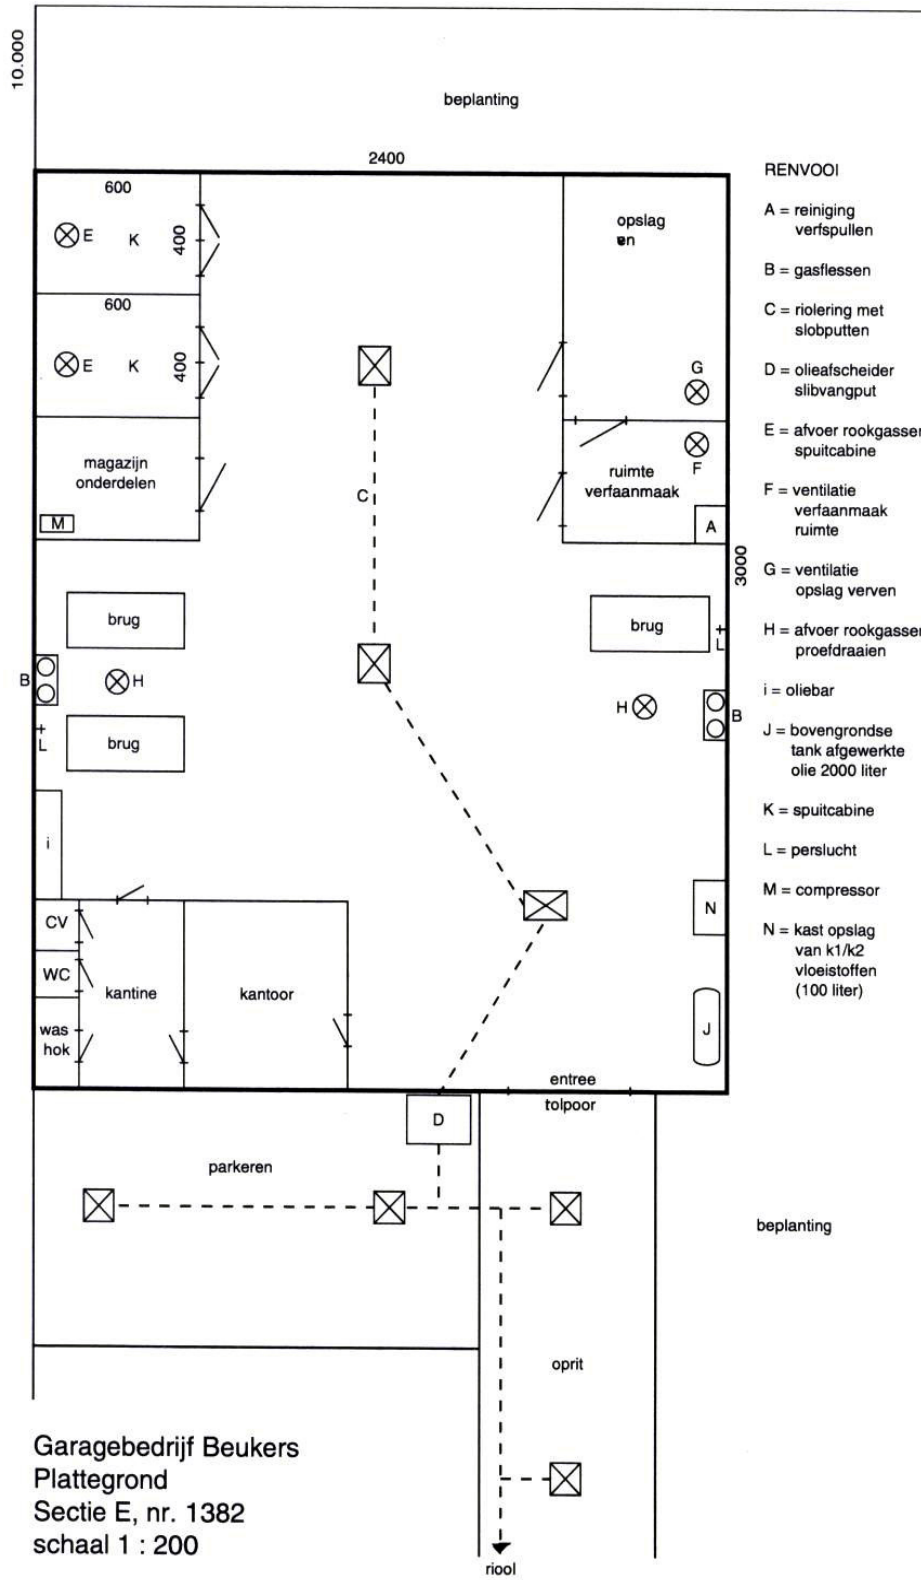 10.000
beplanting
2400
600
E K 400
600
E K 400
magazijn
onderdelen
M
opslag
G
F
ruimte
verfaanmaak
A
C
3000
brug
B
H
L
brug
i
brug
L
H
B
N
J
CV
WC
was
hok
kantine
kantoor
entree
tolpoor
D
parkeren
beplanting
oprit
riool
RENVOOI
A = reiniging
verfspullen
B = gasflessen
C = riolering met
slobputten
D = olieafscheider
slibvangput
E = afvoer rookgassen
spuitcabine
F = ventilatie
verfaanmaak
ruimte
G = ventilatie
opslag verven
H = afvoer rookgassen
proefdraaien
i = oliebar
J = bovengrondse
tank afgewerkte
olie 2000 liter
K = spuitcabine
L = perslucht
M = compressor
N = kast opslag
van k1/k2
vloeistoffen
(100 liter)
Garagebedrijf Beukers
Plattegrond
Sectie E, nr. 1382
schaal 1 : 200